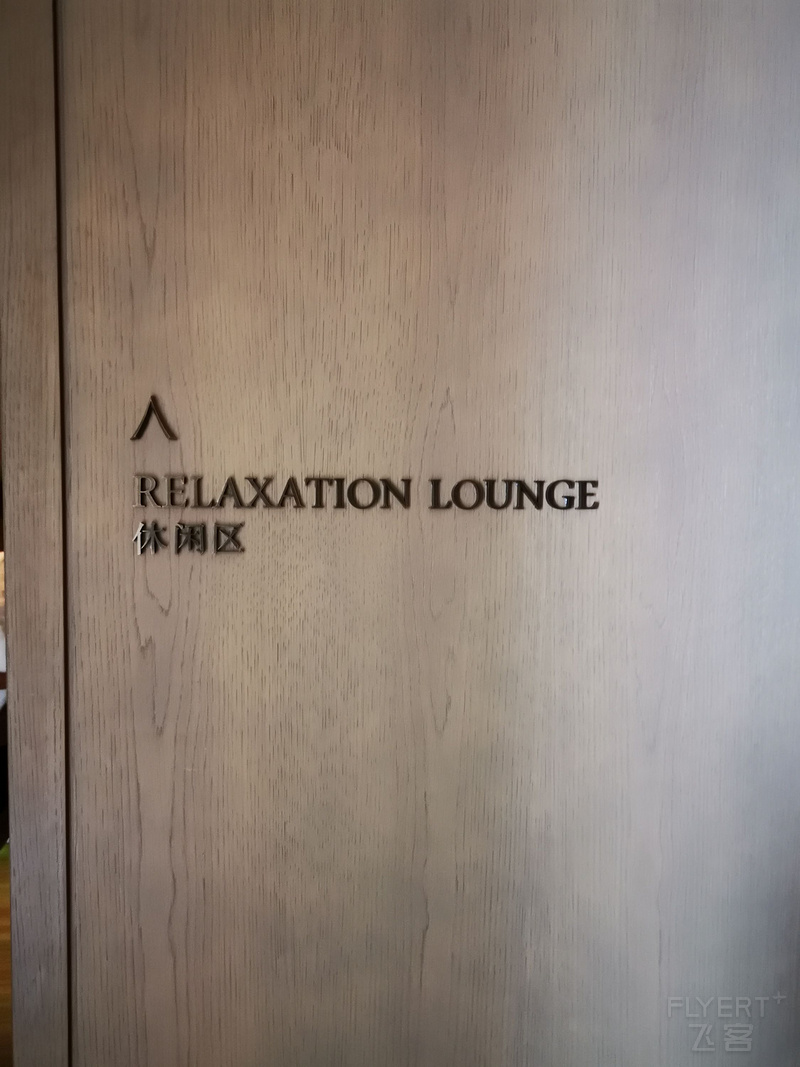 RELAXATION LOUNGE
休闲区
FLYERT+
飞客